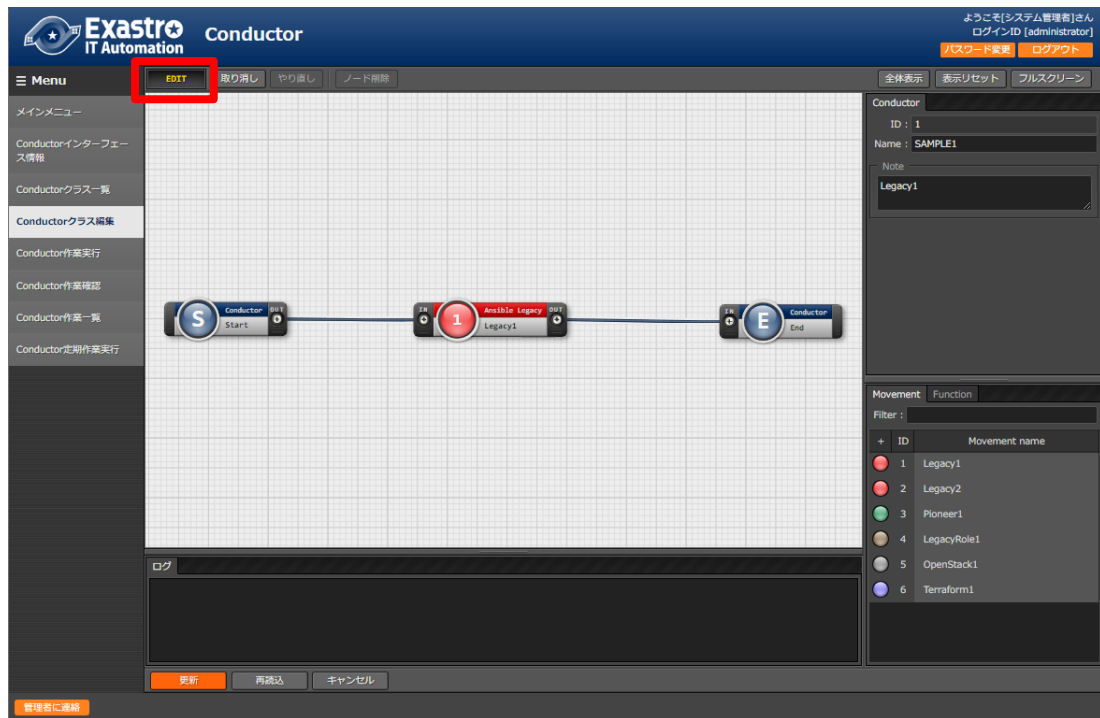 Exastro
IT Automation
Conductor
ようこそ[システム管理者]さん
ログインID [administrator]
パスワード変更 ログアウト
☰ Menu
メインメニュー
Conductorインターフェー
ス情報
Conductorクラス一覧
Conductorクラス編集
Conductor作業実行
Conductor作業確認
Conductor作業一覧
Conductor定期作業実行
EDIT 取り消し やり直し ノード削除
全体表示 表示リセット フルスクリーン
S Conductor OUT
Start
IN 1 Ansible Legacy OUT
Legacy1
IN E Conductor
End
Conductor
ID : 1
Name : SAMPLE1
Note
Legacy1
Movement Function
Filter :
+ ID Movement name
1 Legacy1
2 Legacy2
3 Pioneer1
4 LegacyRole1
5 OpenStack1
6 Terraform1
ログ
更新 再読込 キャンセル
管理者に連絡